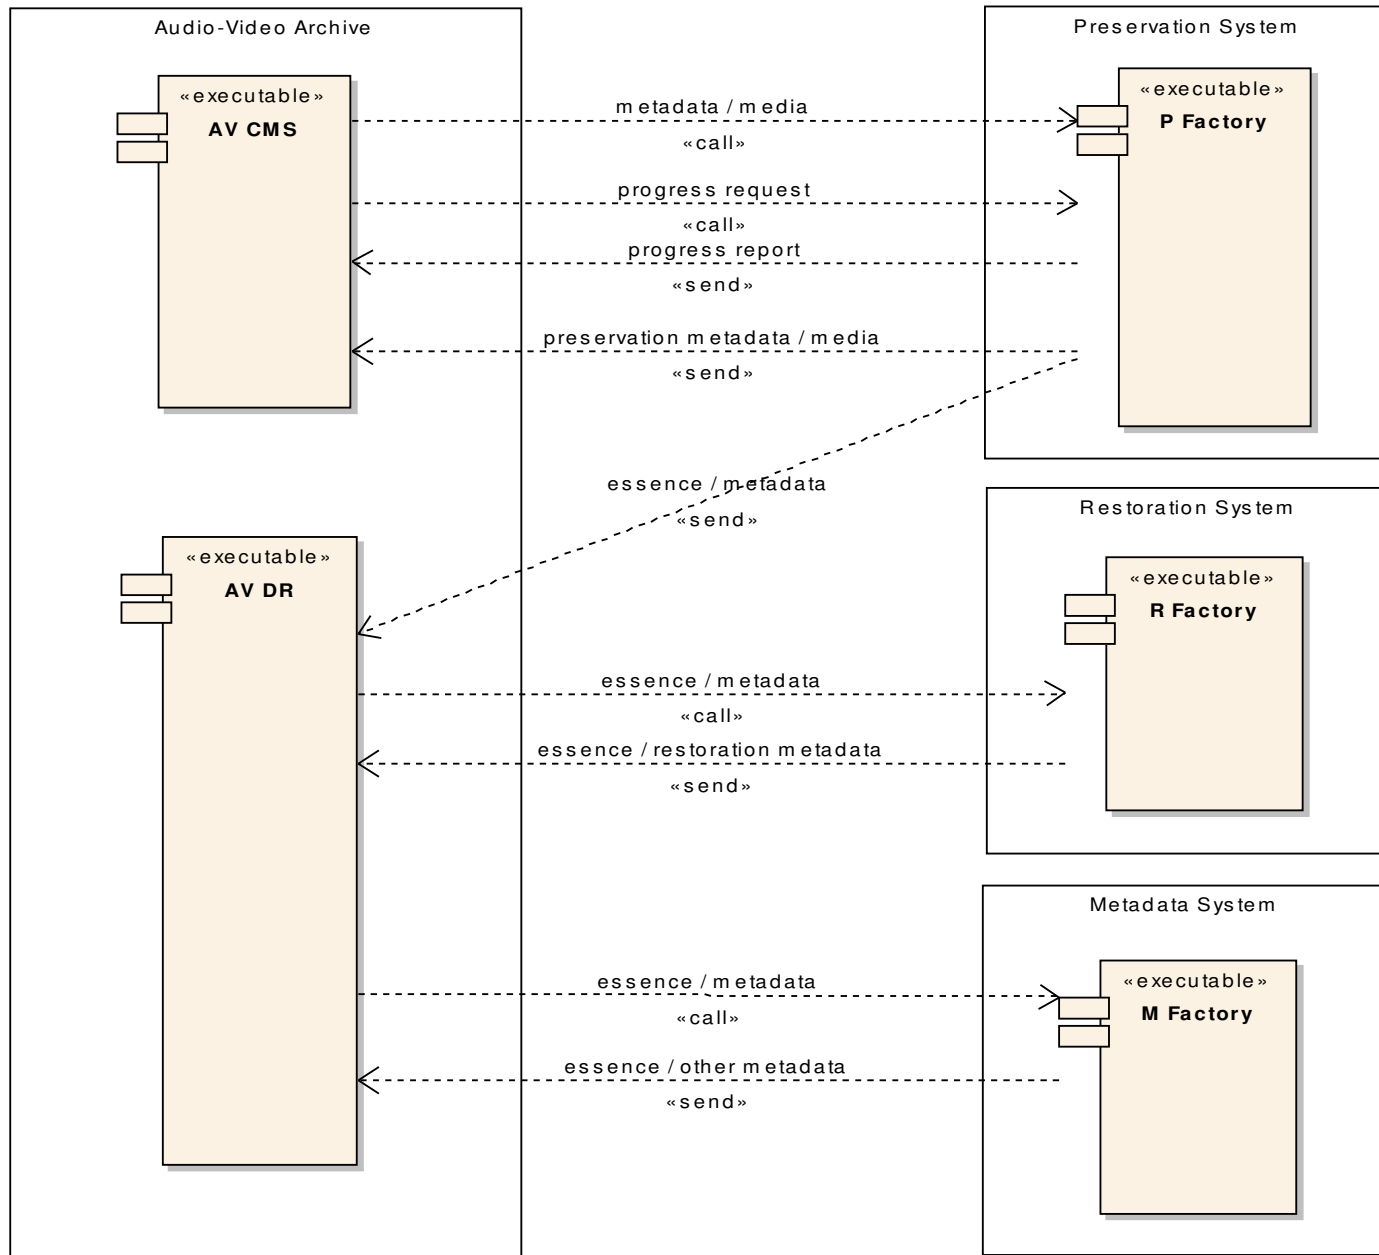 Audio-Video Archive
«executable»
AV CMS
«executable»
AV DR
metadata / media
«call»
progress request
«call»
progress report
«send»
preservation metadata / media
«send»
essence / metadata
«send»
essence / metadata
«call»
essence / restoration metadata
«send»
essence / metadata
«call»
essence / other metadata
«send»
Preservation System
«executable»
P Factory
Restoration System
«executable»
R Factory
Metadata System
«executable»
M Factory